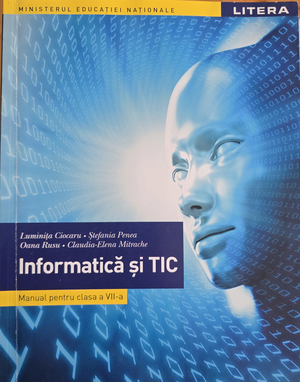 MINISTERUL EDUCAȚIEI NAȚIONALE
LITERA
Luminița Ciocaru • Ștefania Penea
Oana Rusu • Claudia-Elena Mitrache
Informatică și TIC
Manual pentru clasa a VII-a